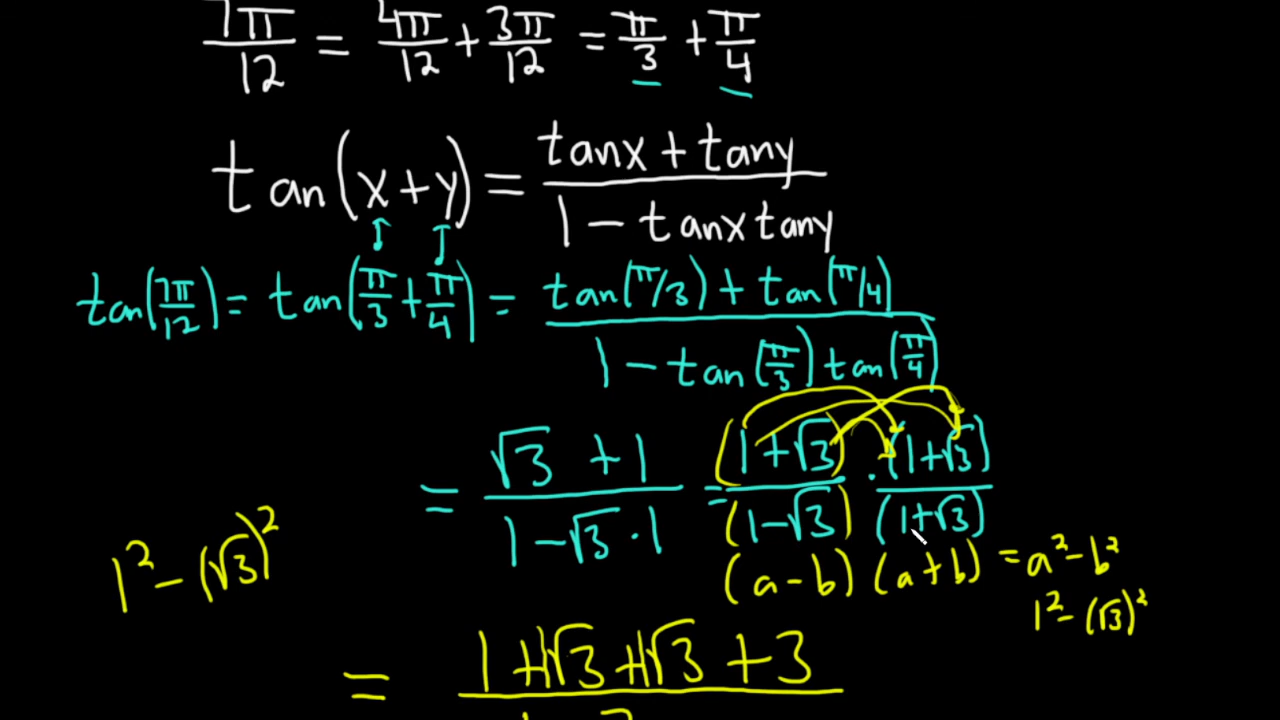 7π/12 = 4π/12 + 3π/12 = π/3 + π/4
tan(x+y) = (tanx + tany)/(1 - tanxtany)
tan(7π/12) = tan(π/3 + π/4) = (tan(π/3) + tan(π/4))/(1 - tan(π/3)tan(π/4))
= (√3 + 1)/(1 - √3 · 1) = (1+√3)/(1-√3) · (1+√3)/(1+√3)
(a-b)(a+b) = a² - b²
1² - (√3)²
1² - (√3)²
= 1 + √3 + √3 + 3